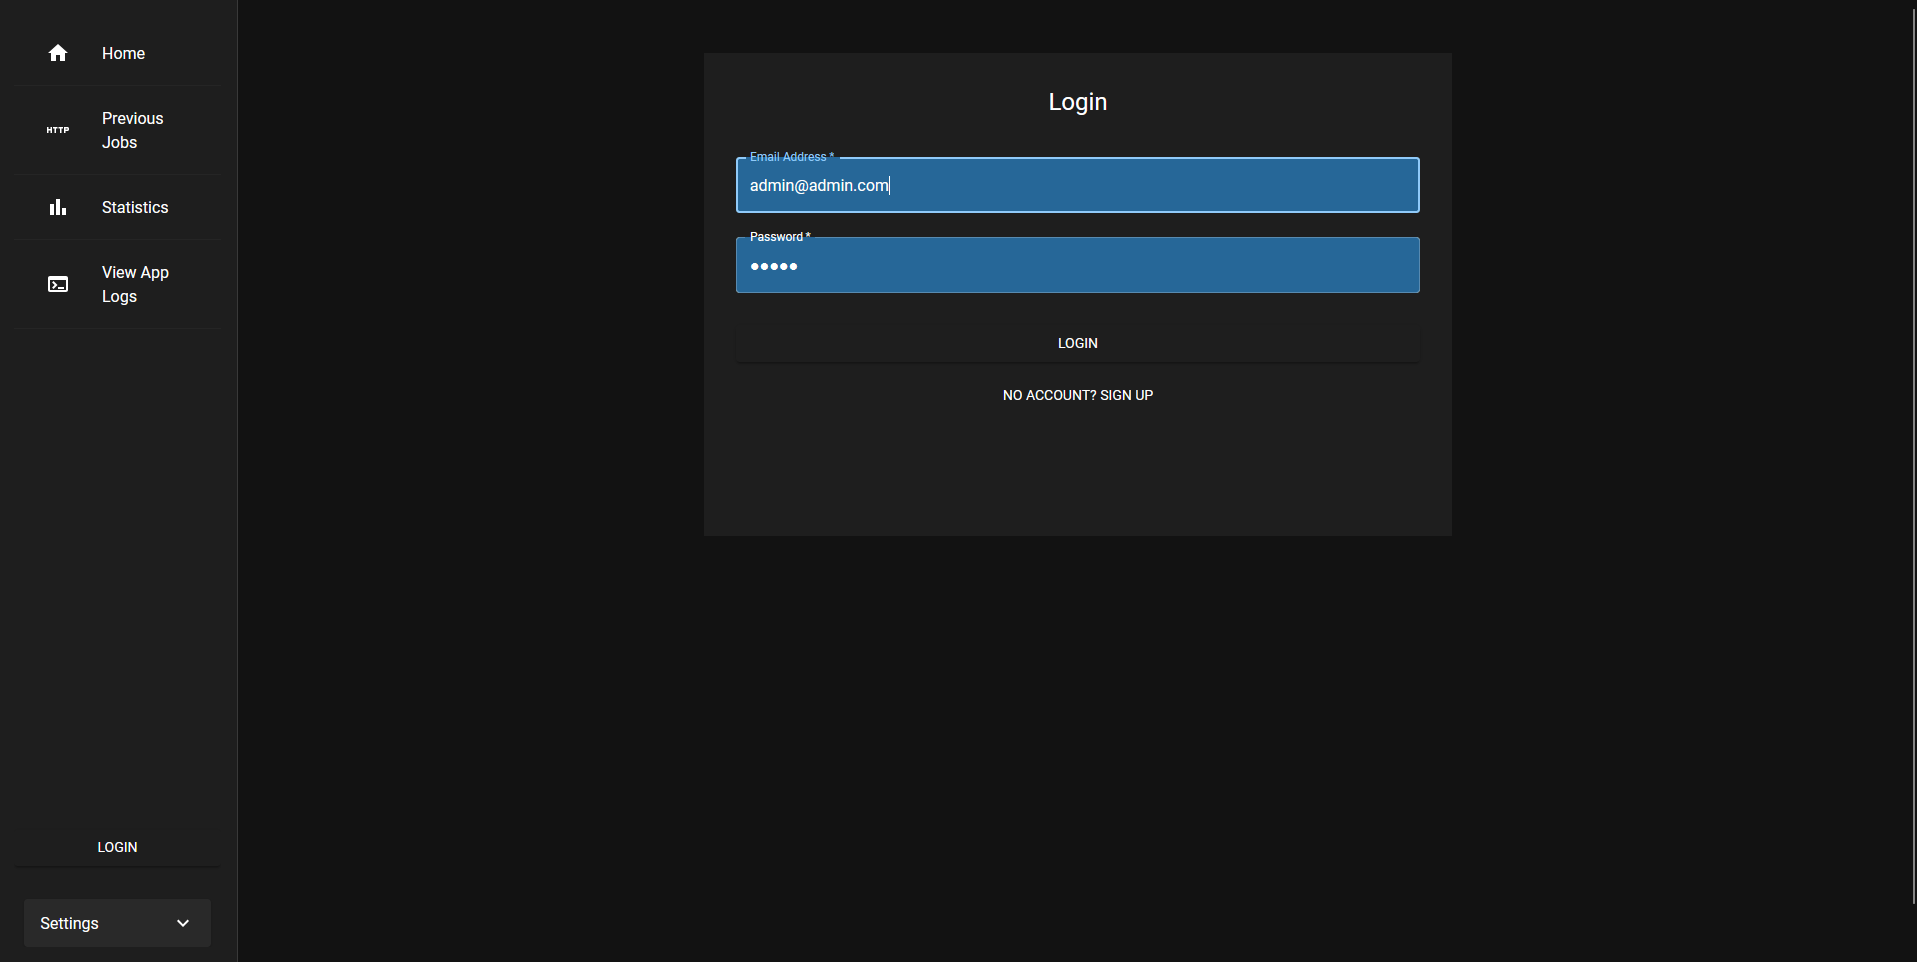 Home
HTTP
Previous
Jobs
Statistics
View App
Logs
LOGIN
Settings
Login
Email Address *
admin@admin.com
Password *
•••••
LOGIN
NO ACCOUNT? SIGN UP